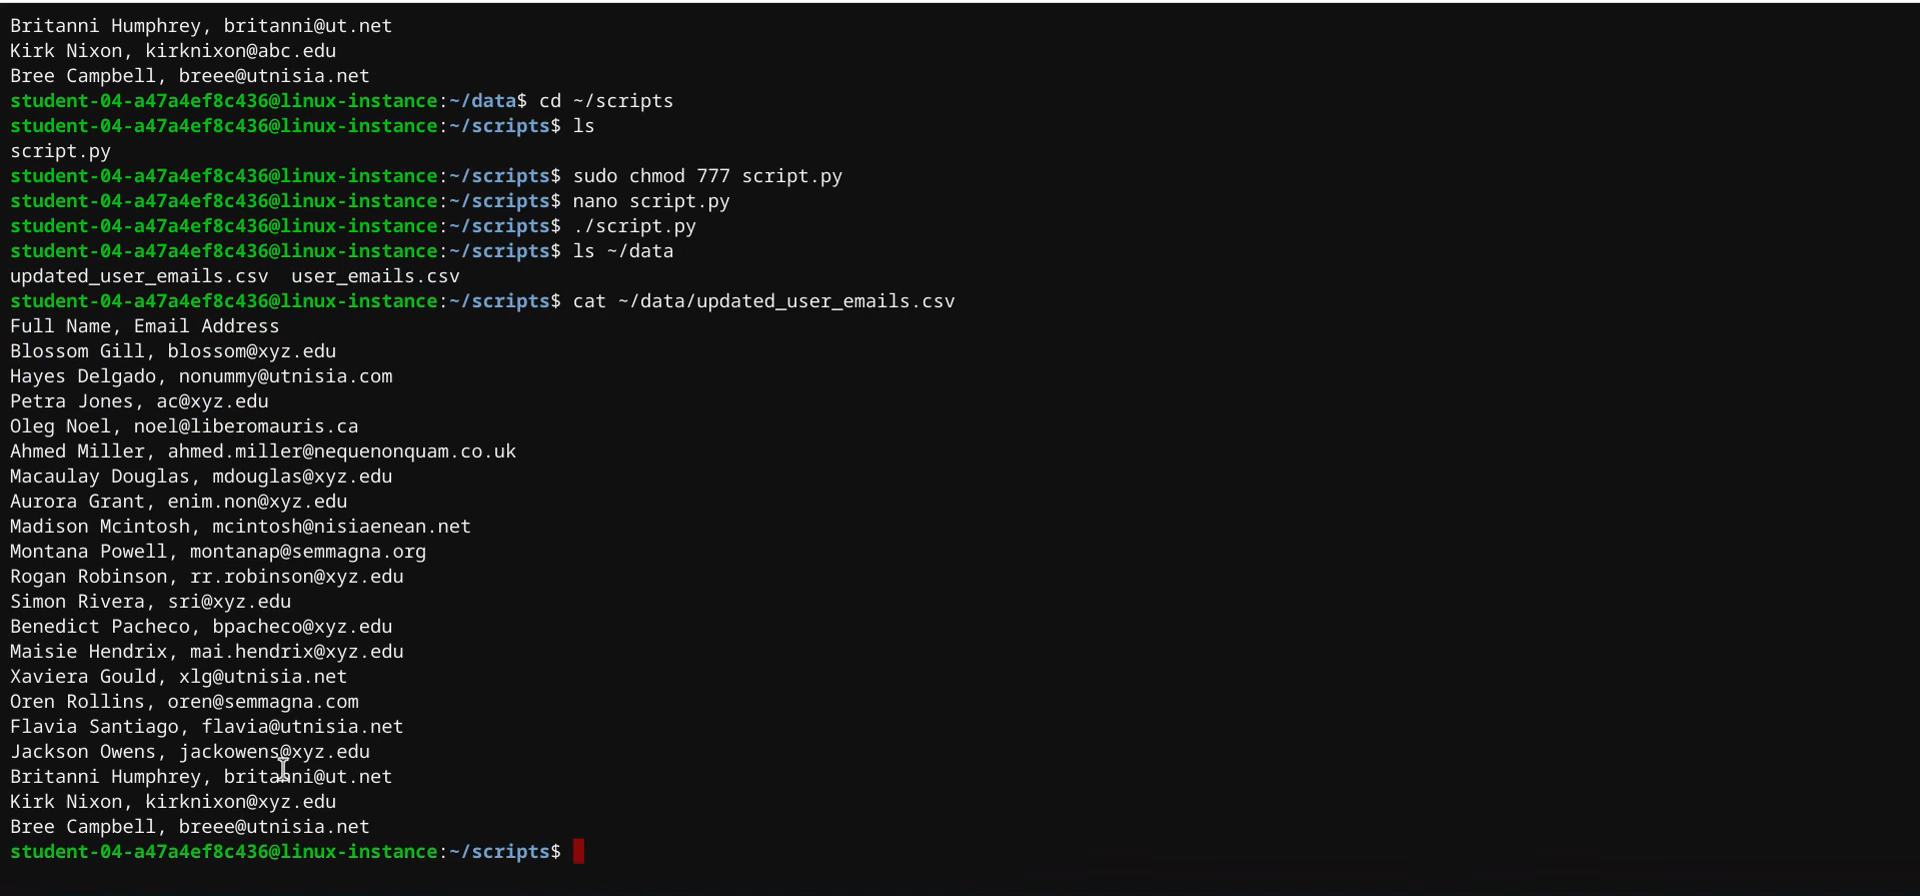 Britanni Humphrey, britanni@ut.net
Kirk Nixon, kirknixon@abc.edu
Bree Campbell, breee@utnisia.net
student-04-a47a4ef8c436@linux-instance:~/data$ cd ~/scripts
student-04-a47a4ef8c436@linux-instance:~/scripts$ ls
script.py
student-04-a47a4ef8c436@linux-instance:~/scripts$ sudo chmod 777 script.py
student-04-a47a4ef8c436@linux-instance:~/scripts$ nano script.py
student-04-a47a4ef8c436@linux-instance:~/scripts$ ./script.py
student-04-a47a4ef8c436@linux-instance:~/scripts$ ls ~/data
updated_user_emails.csv  user_emails.csv
student-04-a47a4ef8c436@linux-instance:~/scripts$ cat ~/data/updated_user_emails.csv
Full Name, Email Address
Blossom Gill, blossom@xyz.edu
Hayes Delgado, nonummy@utnisia.com
Petra Jones, ac@xyz.edu
Oleg Noel, noel@liberomauris.ca
Ahmed Miller, ahmed.miller@nequenonquam.co.uk
Macaulay Douglas, mdouglas@xyz.edu
Aurora Grant, enim.non@xyz.edu
Madison Mcintosh, mcintosh@nisiaenean.net
Montana Powell, montanap@semmagna.org
Rogan Robinson, rr.robinson@xyz.edu
Simon Rivera, sri@xyz.edu
Benedict Pacheco, bpacheco@xyz.edu
Maisie Hendrix, mai.hendrix@xyz.edu
Xaviera Gould, xlg@utnisia.net
Oren Rollins, oren@semmagna.com
Flavia Santiago, flavia@utnisia.net
Jackson Owens, jackowens@xyz.edu
Britanni Humphrey, britanni@ut.net
Kirk Nixon, kirknixon@xyz.edu
Bree Campbell, breee@utnisia.net
student-04-a47a4ef8c436@linux-instance:~/scripts$